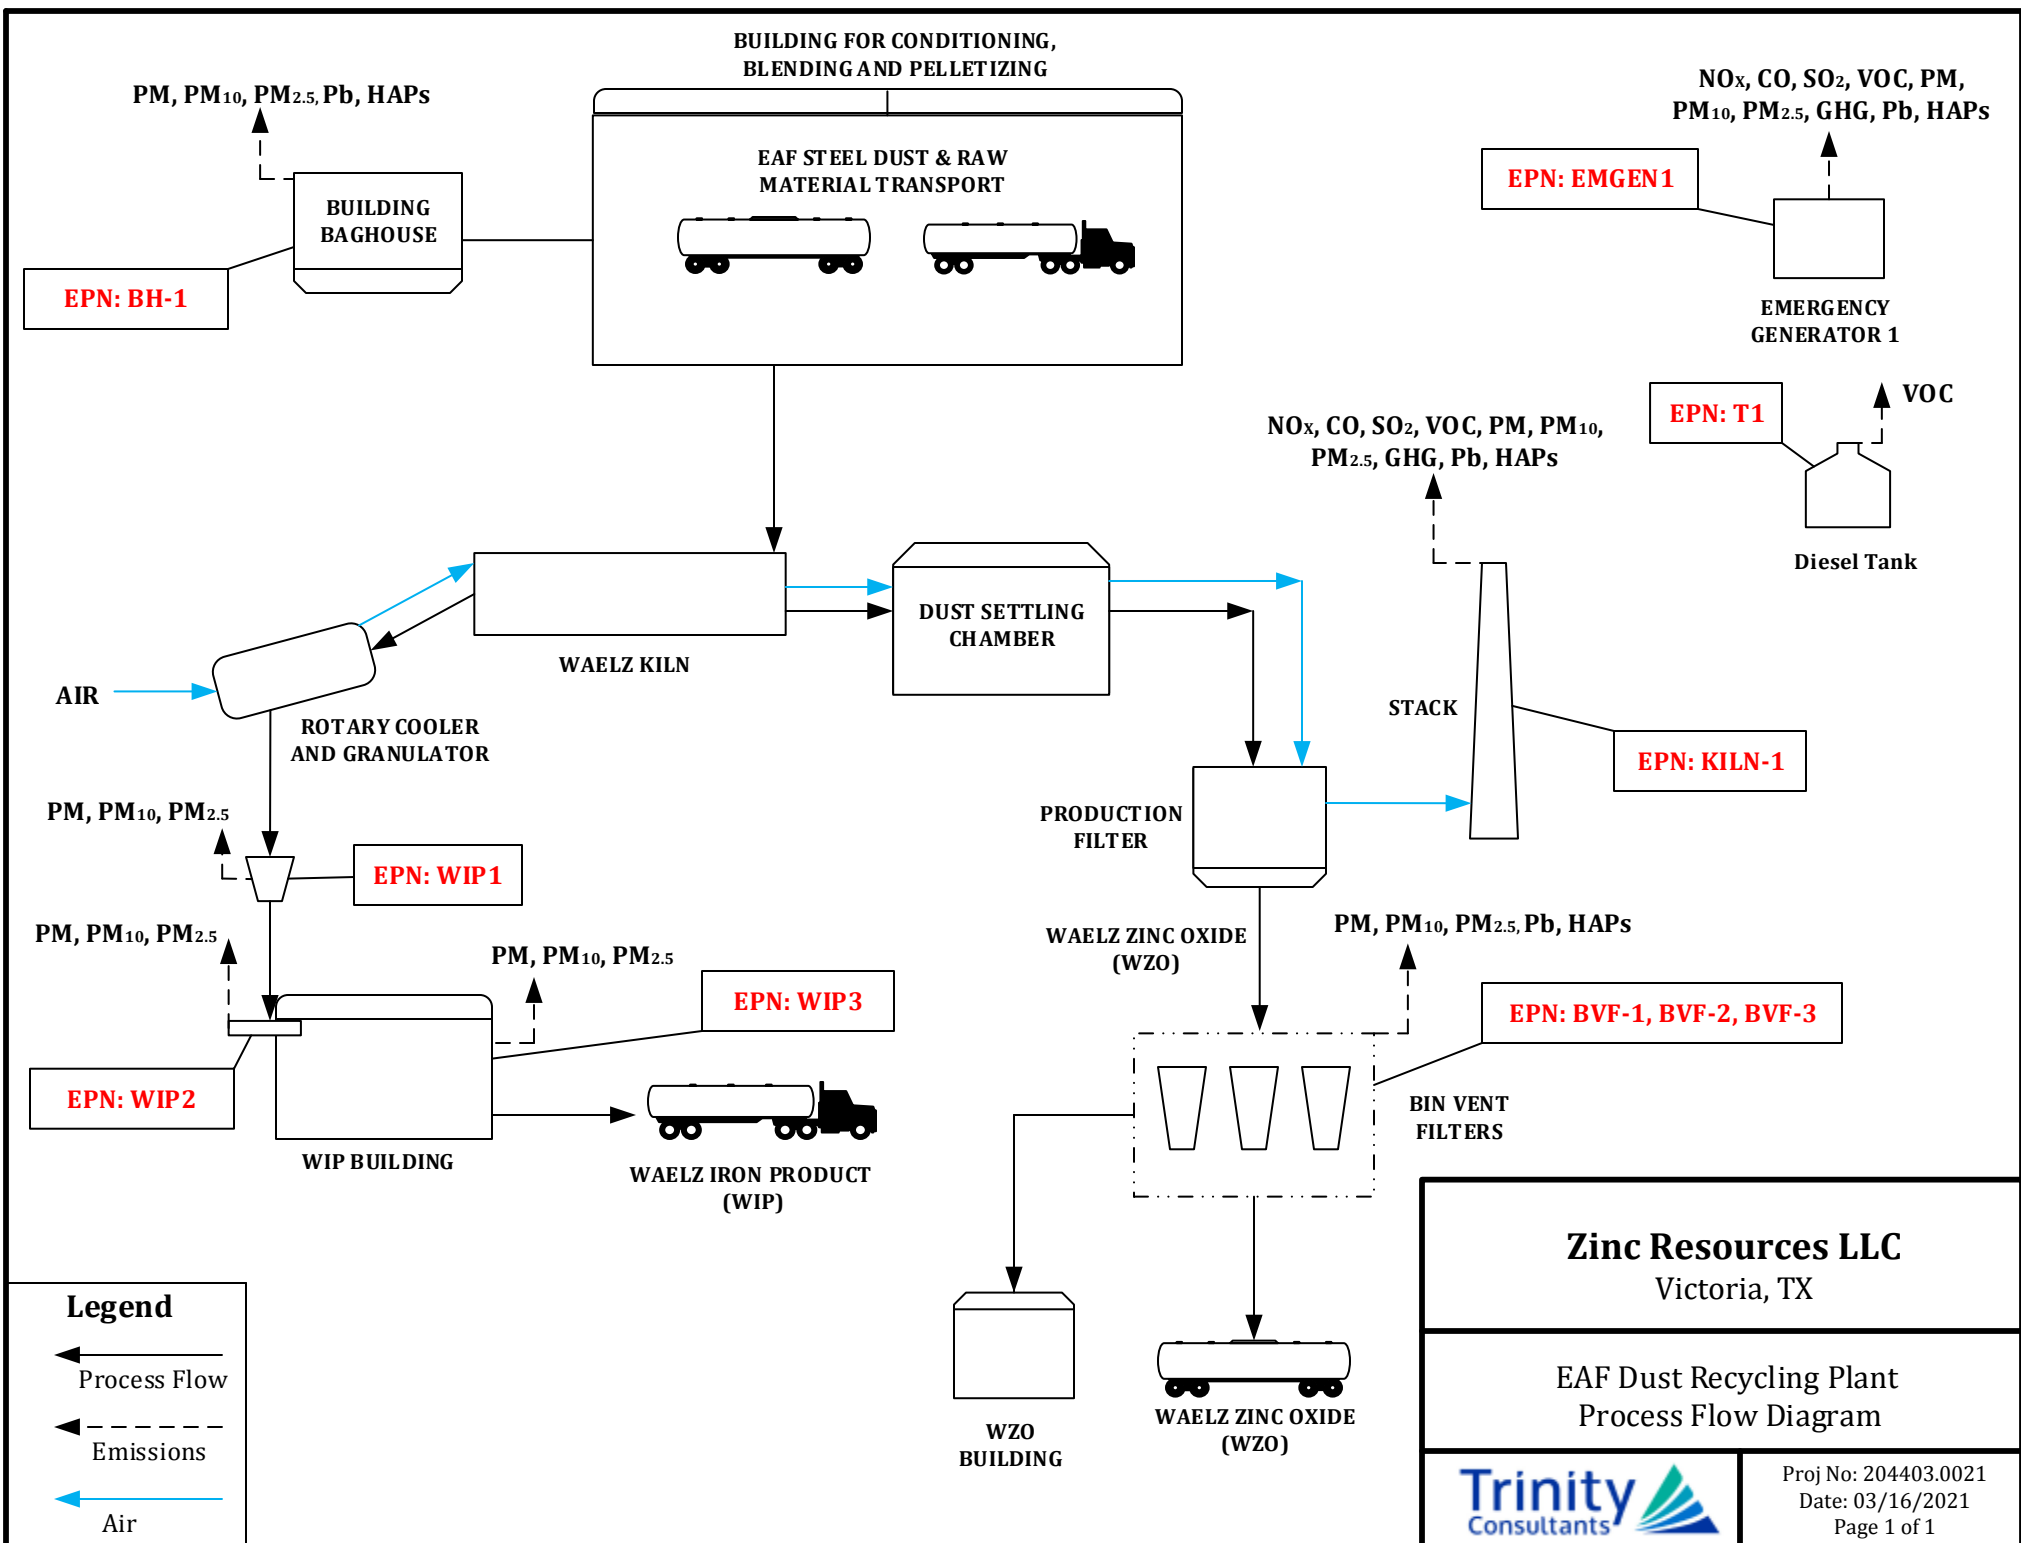 BUILDING FOR CONDITIONING,
BLENDING AND PELLETIZING
PM, PM10, PM2.5, Pb, HAPs
NOX, CO, SO2, VOC, PM,
PM10, PM2.5, GHG, Pb, HAPs
EAF STEEL DUST & RAW
MATERIAL TRANSPORT
EPN: EMGEN1
BUILDING
BAGHOUSE
EPN: BH-1
EMERGENCY
GENERATOR 1
VOC
EPN: T1
NOX, CO, SO2, VOC, PM, PM10,
PM2.5, GHG, Pb, HAPs
Diesel Tank
DUST SETTLING
CHAMBER
WAELZ KILN
AIR
STACK
ROTARY COOLER
AND GRANULATOR
EPN: KILN-1
PM, PM10, PM2.5
PRODUCTION
FILTER
EPN: WIP1
PM, PM10, PM2.5
WAELZ ZINC OXIDE
(WZO)
PM, PM10, PM2.5, Pb, HAPs
PM, PM10, PM2.5
EPN: WIP3
EPN: BVF-1, BVF-2, BVF-3
EPN: WIP2
BIN VENT
FILTERS
WIP BUILDING
WAELZ IRON PRODUCT
(WIP)
WZO
BUILDING
WAELZ ZINC OXIDE
(WZO)
Legend
Process Flow
Emissions
Air
Zinc Resources LLC
Victoria, TX
EAF Dust Recycling Plant
Process Flow Diagram
Trinity
Consultants
Proj No: 204403.0021
Date: 03/16/2021
Page 1 of 1